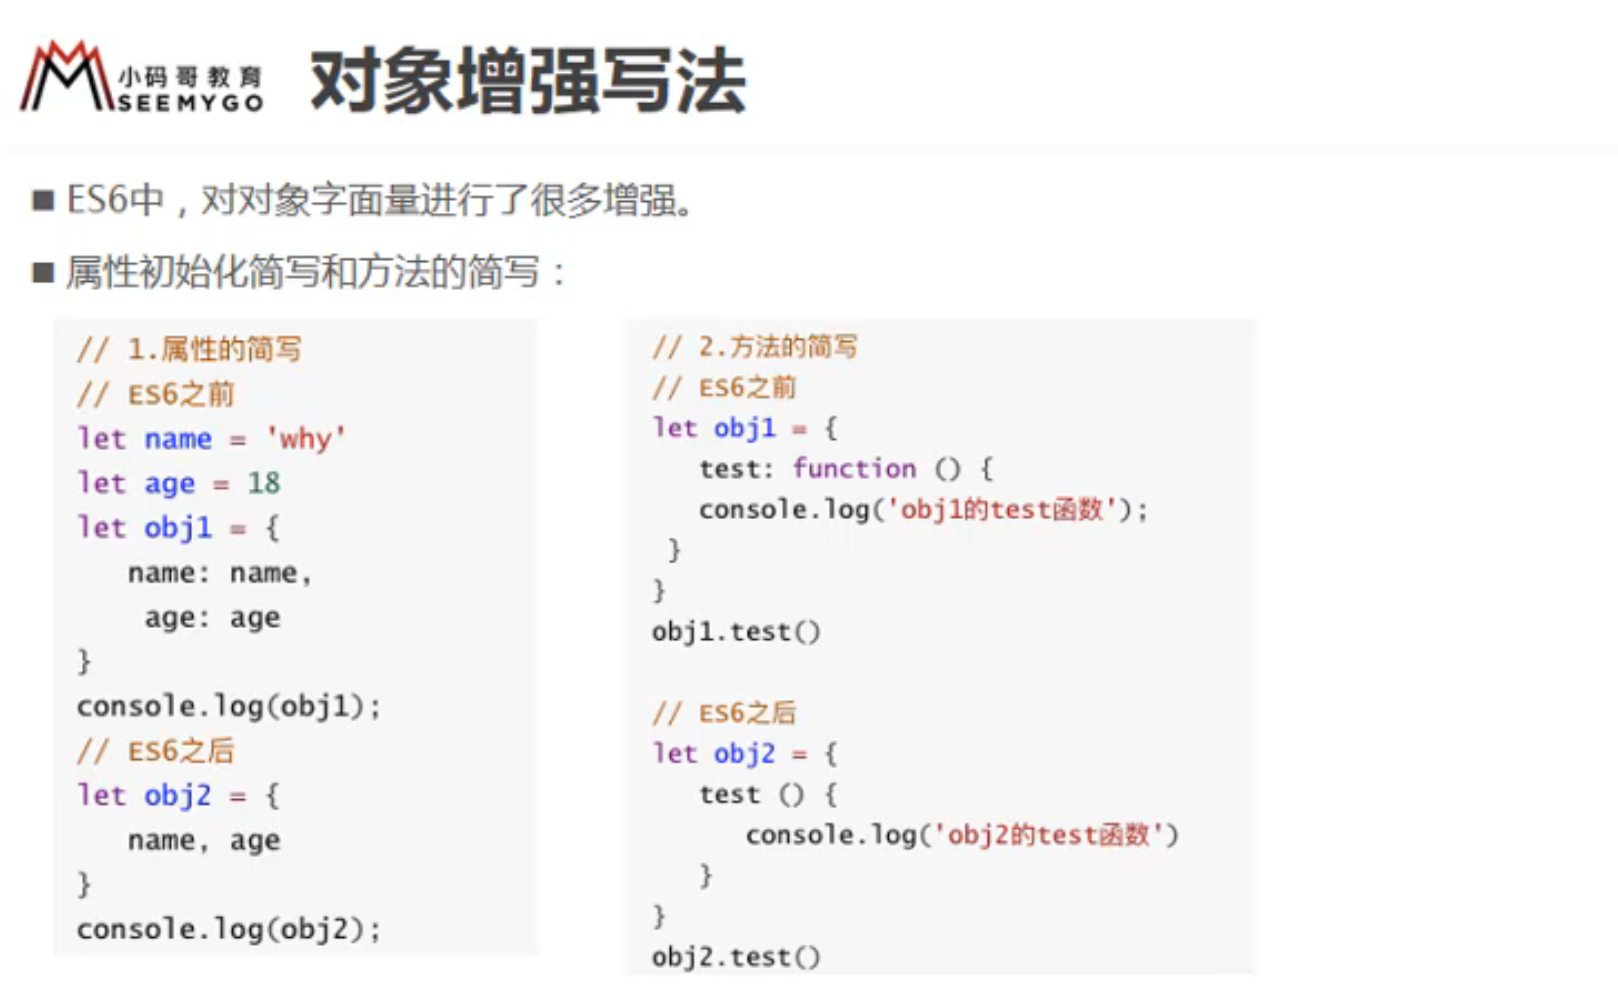 小码哥教育
SEEMYGO
对象增强写法
■ ES6中，对对象字面量进行了很多增强。
■ 属性初始化简写和方法的简写：
// 1.属性的简写
// ES6之前
let name = 'why'
let age = 18
let obj1 = {
name: name,
age: age
}
console.log(obj1);
// ES6之后
let obj2 = {
name, age
}
console.log(obj2);
// 2.方法的简写
// ES6之前
let obj1 = {
test: function () {
console.log('obj1的test函数');
}
}
obj1.test()
// ES6之后
let obj2 = {
test () {
console.log('obj2的test函数')
}
}
obj2.test()